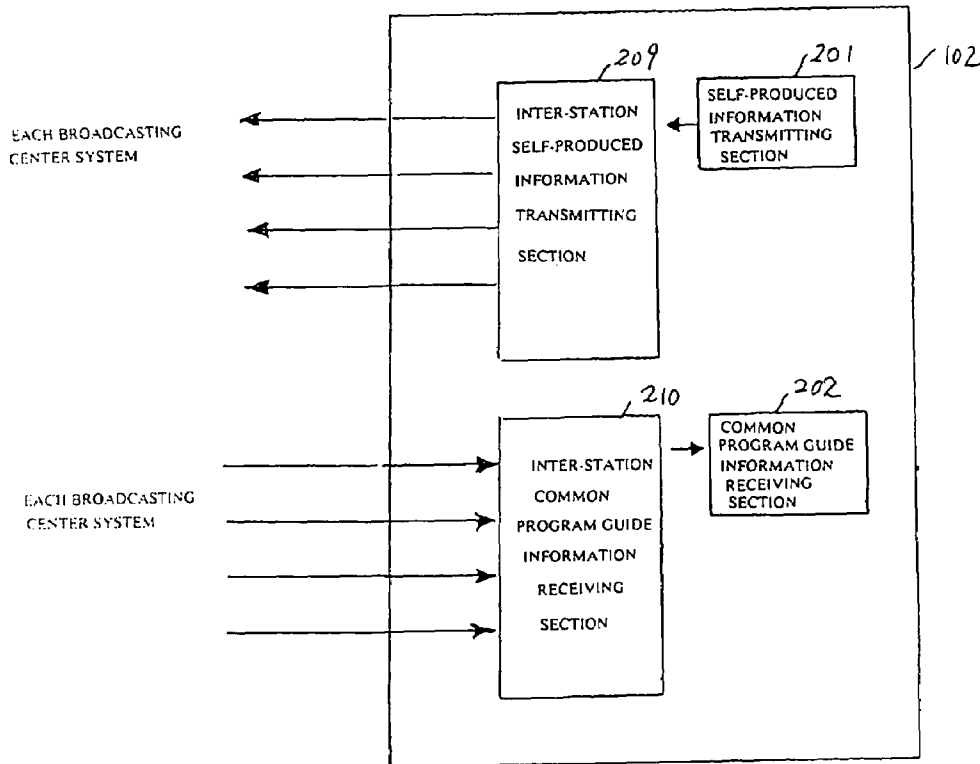 102
209
201
EACH BROADCASTING
CENTER SYSTEM
INTER-STATION
SELF-PRODUCED
INFORMATION
TRANSMITTING
SECTION
SELF-PRODUCED
INFORMATION
TRANSMITTING
SECTION
210
202
EACH BROADCASTING
CENTER SYSTEM
INTER-STATION
COMMON
PROGRAM GUIDE
INFORMATION
RECEIVING
SECTION
COMMON
PROGRAM GUIDE
INFORMATION
RECEIVING
SECTION